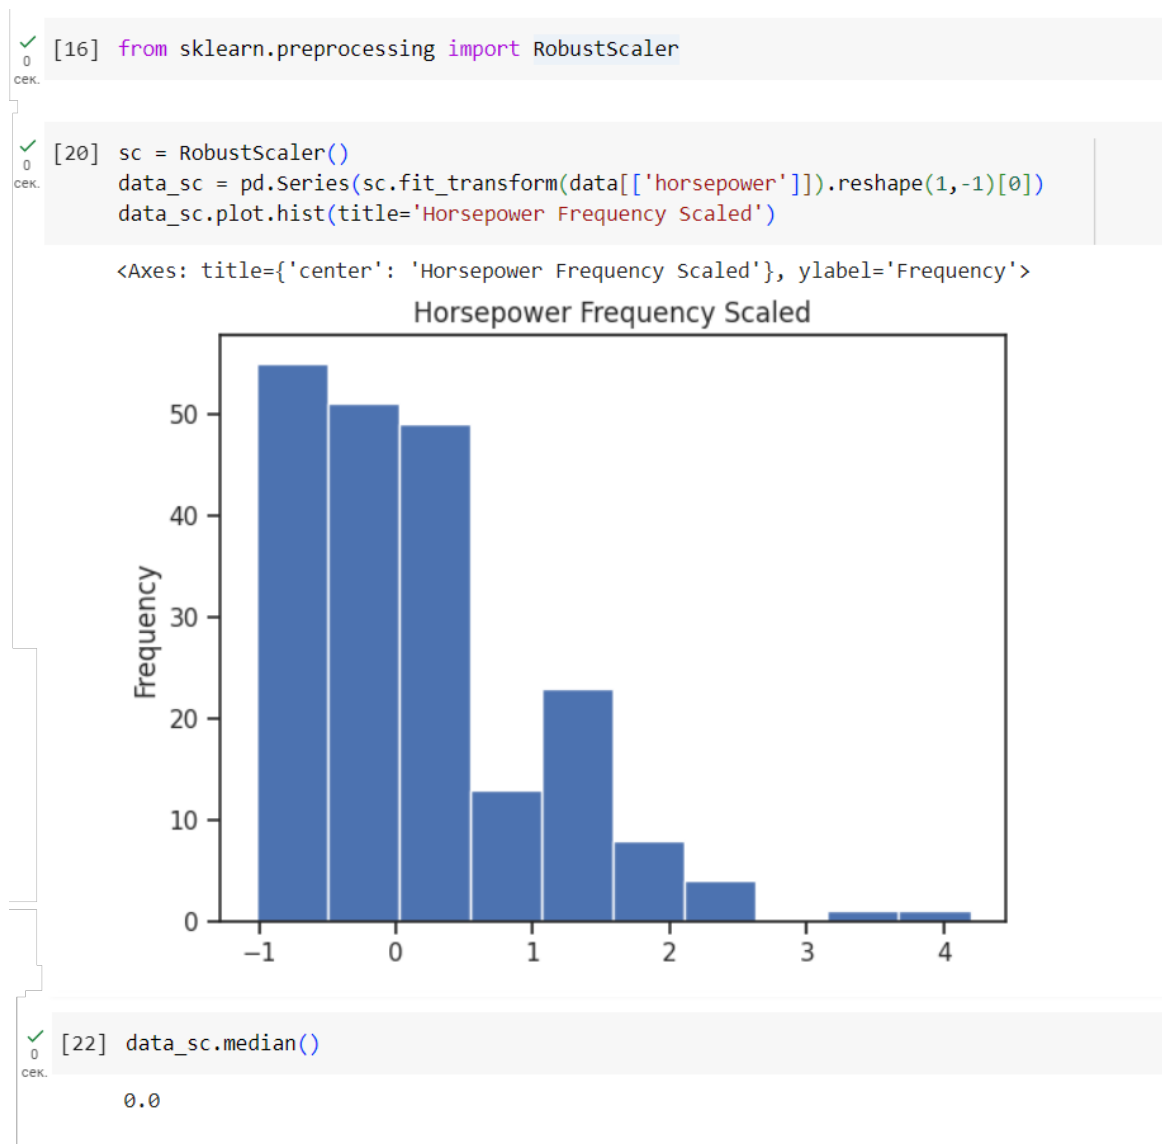 [16] from sklearn.preprocessing import RobustScaler
0
сек.
[20] sc = RobustScaler()
data_sc = pd.Series(sc.fit_transform(data[['horsepower']]).reshape(1,-1)[0])
data_sc.plot.hist(title='Horsepower Frequency Scaled')
0
сек.
<Axes: title={'center': 'Horsepower Frequency Scaled'}, ylabel='Frequency'>
Horsepower Frequency Scaled
50
40
30
20
10
0
Frequency
−1 0 1 2 3 4
[22] data_sc.median()
0
сек.
0.0